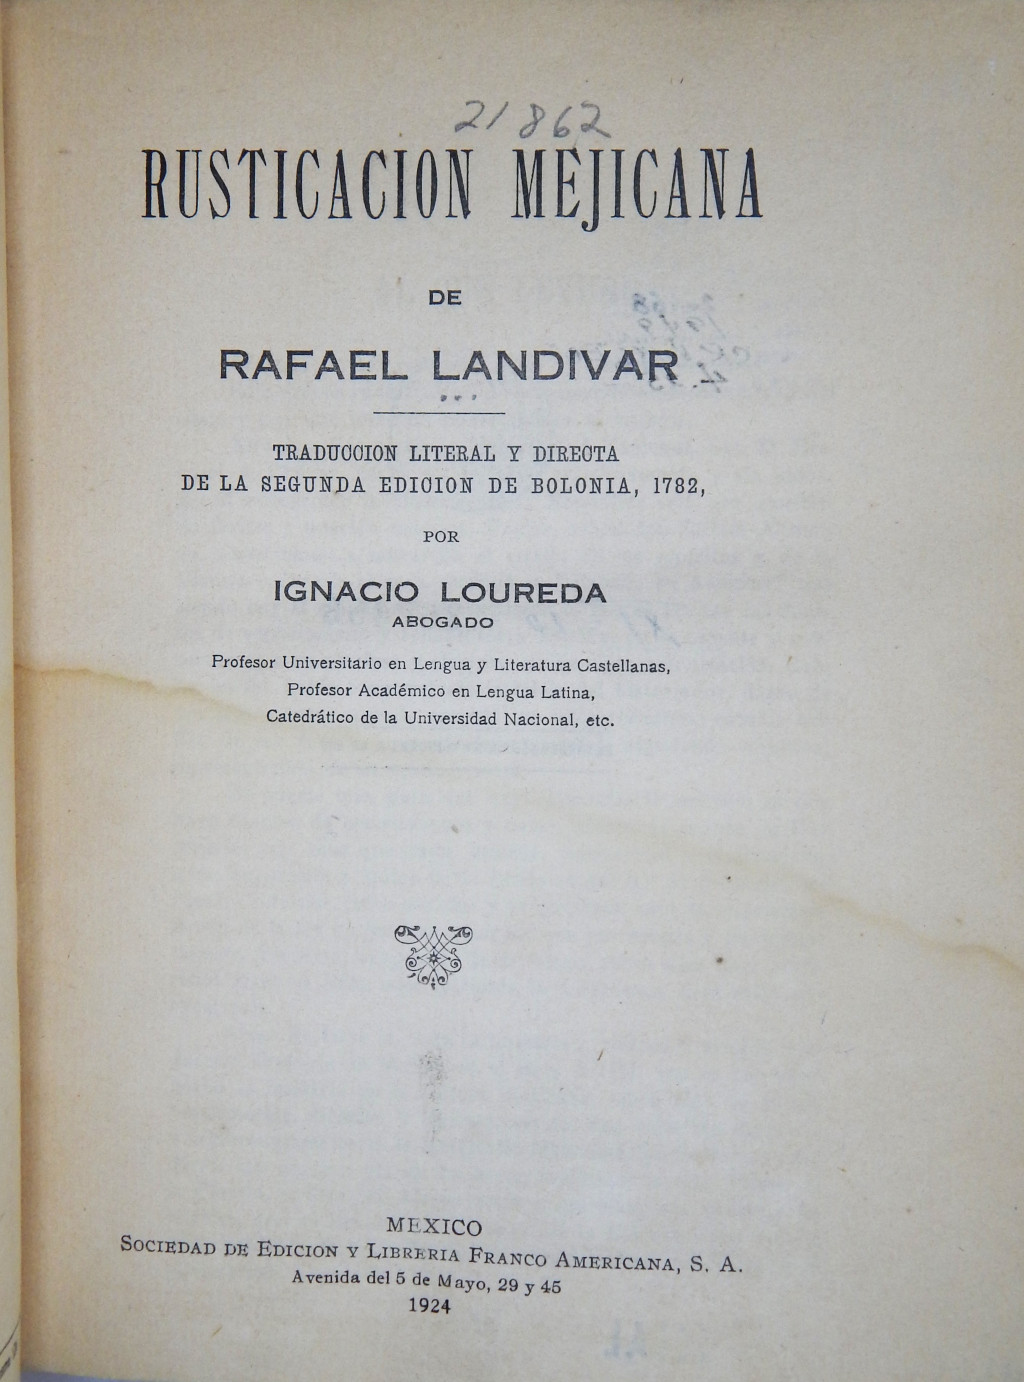 21862
RUSTICACION MEJICANA
DE
RAFAEL LANDIVAR
TRADUCCION LITERAL Y DIRECTA
DE LA SEGUNDA EDICION DE BOLONIA, 1782,
POR
IGNACIO LOUREDA
ABOGADO
Profesor Universitario en Lengua y Literatura Castellanas,
Profesor Académico en Lengua Latina,
Catedrático de la Universidad Nacional, etc.
MEXICO
SOCIEDAD DE EDICION Y LIBRERIA FRANCO AMERICANA, S. A.
Avenida del 5 de Mayo, 29 y 45
1924